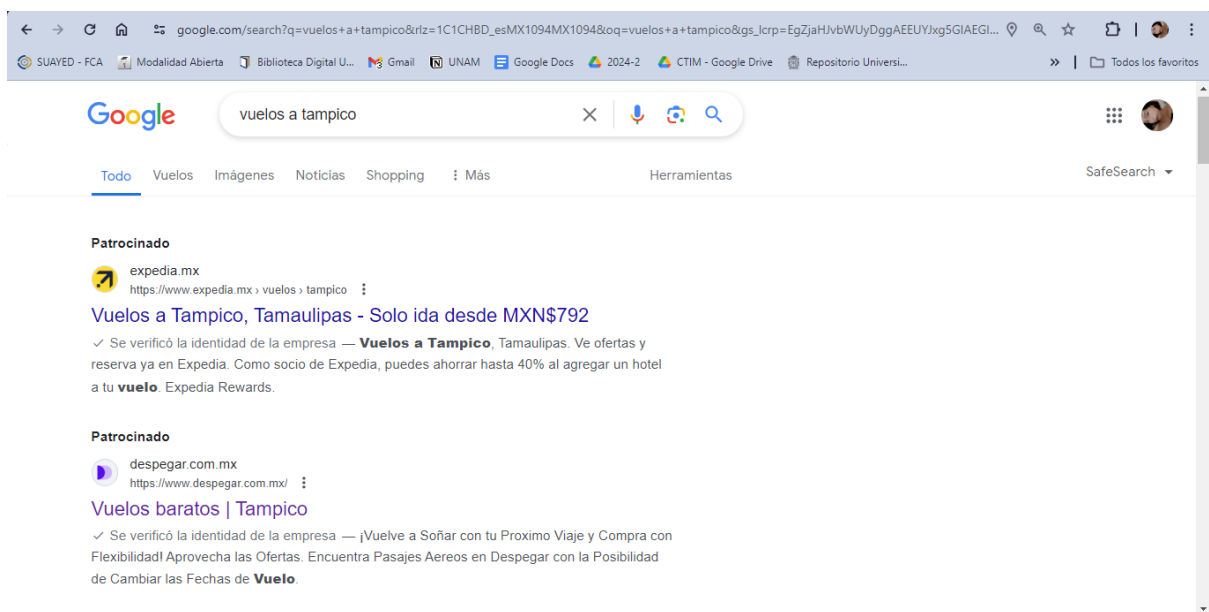 google.com/search?q=vuelos+a+tampico&rlz=1C1CHBD_esMX1094MX1094&oq=vuelos+a+tampico&gs_lcrp=EgZjaHJvbWUyDggAEEUYJxg5GIAEGI...
SUAYED - FCA Modalidad Abierta Biblioteca Digital U... Gmail UNAM Google Docs 2024-2 CTIM - Google Drive Repositorio Universi... » Todos los favoritos
Google vuelos a tampico
Todo Vuelos Imágenes Noticias Shopping Más Herramientas SafeSearch
Patrocinado
expedia.mx
https://www.expedia.mx › vuelos › tampico
Vuelos a Tampico, Tamaulipas - Solo ida desde MXN$792
✓ Se verificó la identidad de la empresa — Vuelos a Tampico, Tamaulipas. Ve ofertas y
reserva ya en Expedia. Como socio de Expedia, puedes ahorrar hasta 40% al agregar un hotel
a tu vuelo. Expedia Rewards.
Patrocinado
despegar.com.mx
https://www.despegar.com.mx/
Vuelos baratos | Tampico
✓ Se verificó la identidad de la empresa — ¡Vuelve a Soñar con tu Proximo Viaje y Compra con
Flexibilidad! Aprovecha las Ofertas. Encuentra Pasajes Aereos en Despegar con la Posibilidad
de Cambiar las Fechas de Vuelo.